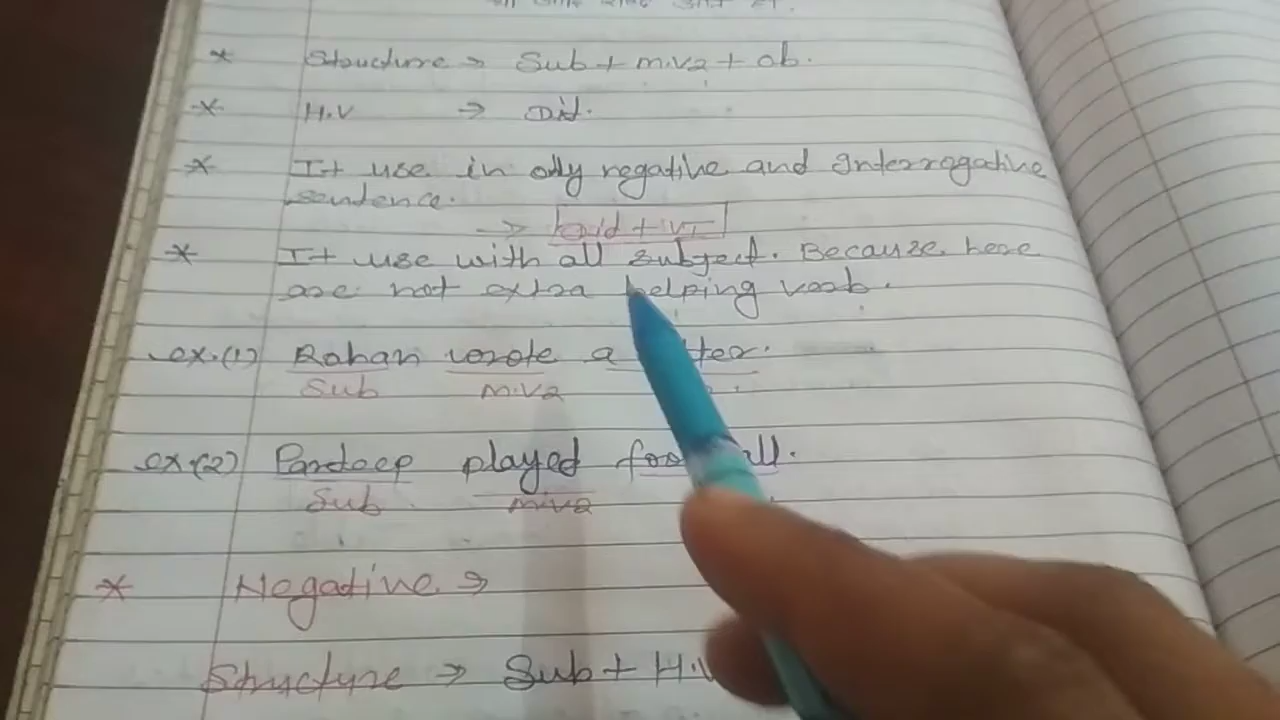 * Structure → Sub + m.v2 + ob.
* H.V → Did.
* It use in only negative and Interrogative
sentence.
→ Did + V1
* It use with all subject. Because here
are not extra helping verb.
ex.(1) Rohan wrote a
Sub m.v2
ex.(2) Pardeep played
Sub m.v2
* Negative →
Structure → Sub + H.V